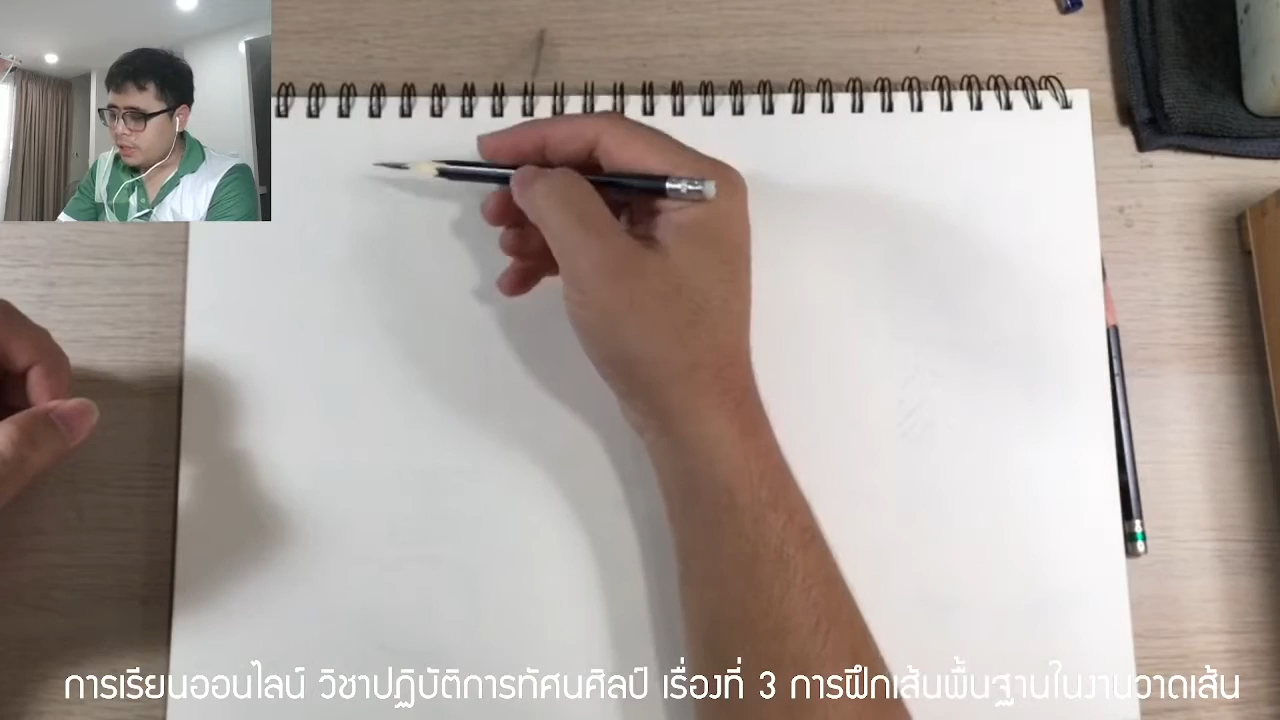 การเรียนออนไลน์ วิชาปฏิบัติการทัศนศิลป์ เรื่องที่ 3 การฝึกเส้นพื้นฐานในงานวาดเส้น